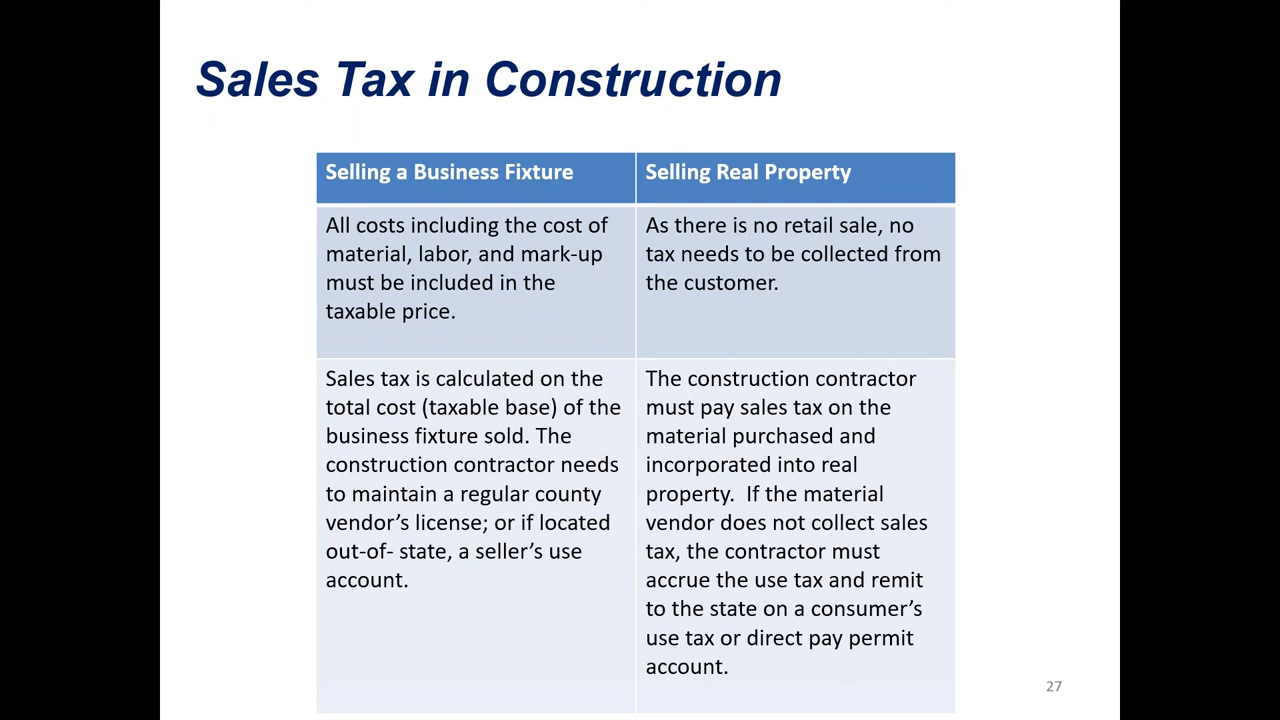 Sales Tax in Construction
Selling a Business Fixture
Selling Real Property
All costs including the cost of
material, labor, and mark-up
must be included in the
taxable price.
As there is no retail sale, no
tax needs to be collected from
the customer.
Sales tax is calculated on the
total cost (taxable base) of the
business fixture sold. The
construction contractor needs
to maintain a regular county
vendor’s license; or if located
out-of- state, a seller’s use
account.
The construction contractor
must pay sales tax on the
material purchased and
incorporated into real
property.  If the material
vendor does not collect sales
tax, the contractor must
accrue the use tax and remit
to the state on a consumer’s
use tax or direct pay permit
account.
27